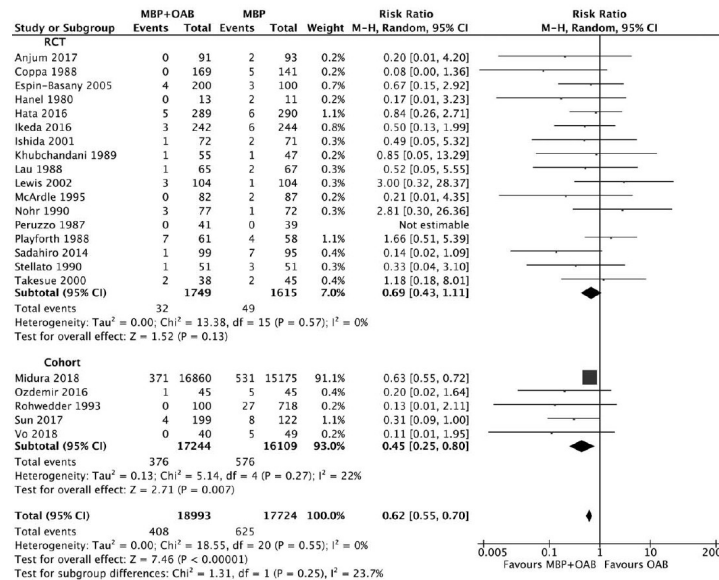 MBP+OAB MBP Risk Ratio Risk Ratio
Study or Subgroup Events Total Events Total Weight M-H, Random, 95% CI M-H, Random, 95% CI
RCT
Anjum 2017 0 91 2 93 0.2% 0.20 [0.01, 4.20]
Coppa 1988 0 169 5 141 0.2% 0.08 [0.00, 1.36]
Espin-Basany 2005 4 200 3 100 0.7% 0.67 [0.15, 2.92]
Hanel 1980 0 13 2 11 0.2% 0.17 [0.01, 3.23]
Hata 2016 5 289 6 290 1.1% 0.84 [0.26, 2.71]
Ikeda 2016 3 242 6 244 0.8% 0.50 [0.13, 1.99]
Ishida 2001 1 72 2 71 0.3% 0.49 [0.05, 5.32]
Khubchandani 1989 1 55 1 47 0.2% 0.85 [0.05, 13.29]
Lau 1988 1 65 2 67 0.3% 0.52 [0.05, 5.55]
Lewis 2002 3 104 1 104 0.3% 3.00 [0.32, 28.37]
McArdle 1995 0 82 2 87 0.2% 0.21 [0.01, 4.35]
Nohr 1990 3 77 1 72 0.3% 2.81 [0.30, 26.36]
Peruzzo 1987 0 41 0 39 Not estimable
Playforth 1988 7 61 4 58 1.1% 1.66 [0.51, 5.39]
Sadahiro 2014 1 99 7 95 0.3% 0.14 [0.02, 1.09]
Stellato 1990 1 51 3 51 0.3% 0.33 [0.04, 3.10]
Takesue 2000 2 38 2 45 0.4% 1.18 [0.18, 8.01]
Subtotal (95% CI) 1749 1615 7.0% 0.69 [0.43, 1.11]
Total events 32 49
Heterogeneity: Tau² = 0.00; Chi² = 13.38, df = 15 (P = 0.57); I² = 0%
Test for overall effect: Z = 1.52 (P = 0.13)
Cohort
Midura 2018 371 16860 531 15175 91.1% 0.63 [0.55, 0.72]
Ozdemir 2016 1 45 5 45 0.3% 0.20 [0.02, 1.64]
Rohwedder 1993 0 100 27 718 0.2% 0.13 [0.01, 2.11]
Sun 2017 4 199 8 122 0.9% 0.31 [0.09, 1.00]
Vo 2018 0 40 5 49 0.2% 0.11 [0.01, 1.95]
Subtotal (95% CI) 17244 16109 93.0% 0.45 [0.25, 0.80]
Total events 376 576
Heterogeneity: Tau² = 0.13; Chi² = 5.14, df = 4 (P = 0.27); I² = 22%
Test for overall effect: Z = 2.71 (P = 0.007)
Total (95% CI) 18993 17724 100.0% 0.62 [0.55, 0.70]
Total events 408 625
Heterogeneity: Tau² = 0.00; Chi² = 18.55, df = 20 (P = 0.55); I² = 0%
Test for overall effect: Z = 7.46 (P < 0.00001)
Test for subgroup differences: Chi² = 1.31, df = 1 (P = 0.25), I² = 23.7%
0.005 0.1 1 10 200
Favours MBP+OAB Favours OAB